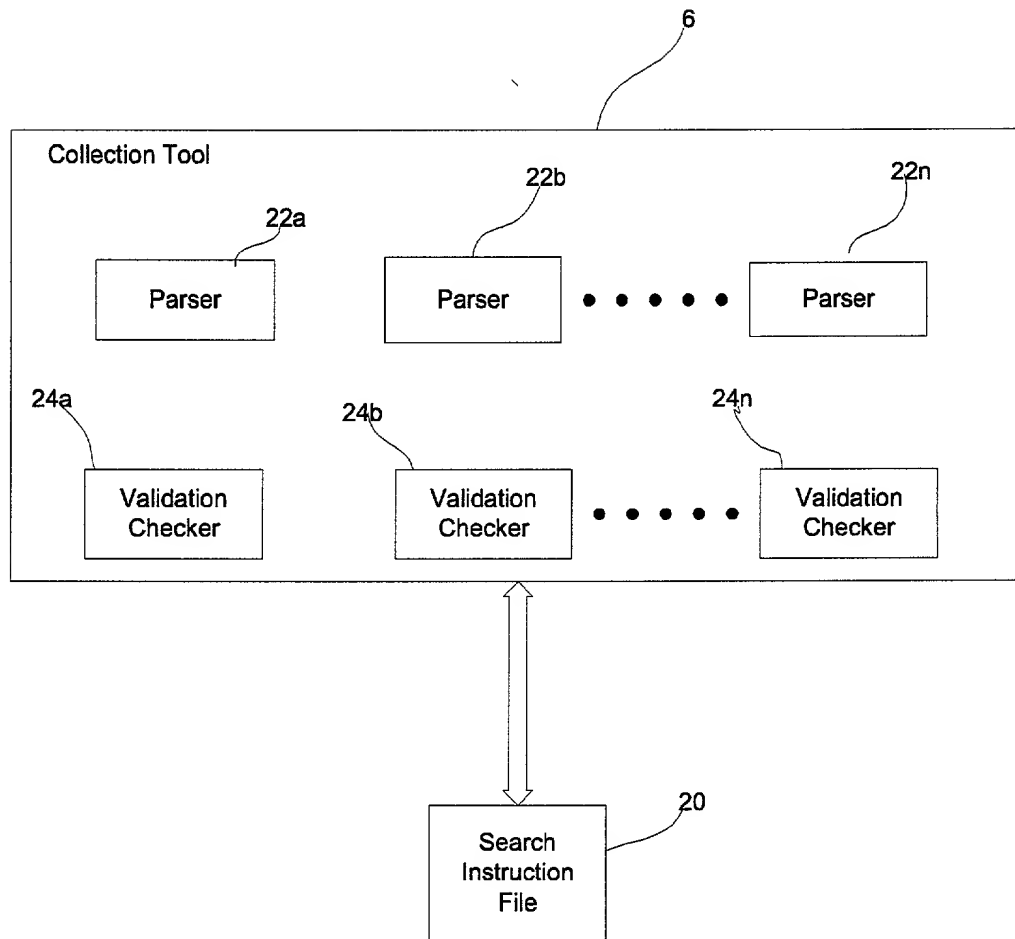 6
Collection Tool
22a
22b
22n
Parser
Parser
Parser
24a
24b
24n
Validation
Checker
Validation
Checker
Validation
Checker
20
Search
Instruction
File